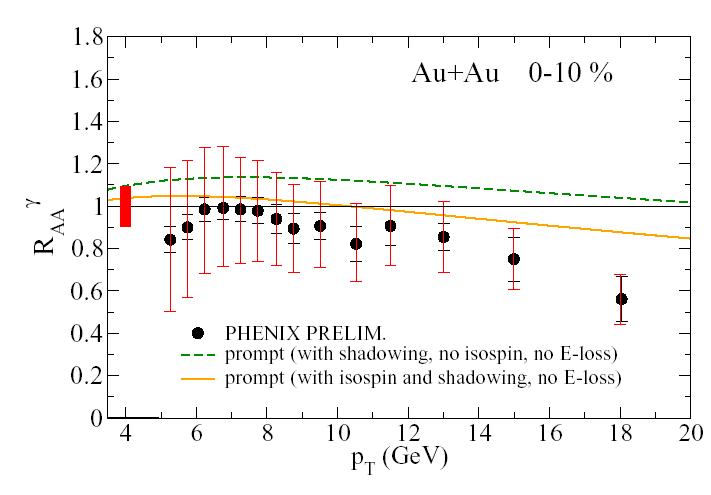 1.8
1.6
1.4
1.2
1
0.8
0.6
0.4
0.2
0
R_AA^γ
Au+Au 0-10 %
PHENIX PRELIM.
prompt (with shadowing, no isospin, no E-loss)
prompt (with isospin and shadowing, no E-loss)
4 6 8 10 12 14 16 18 20
p_T (GeV)